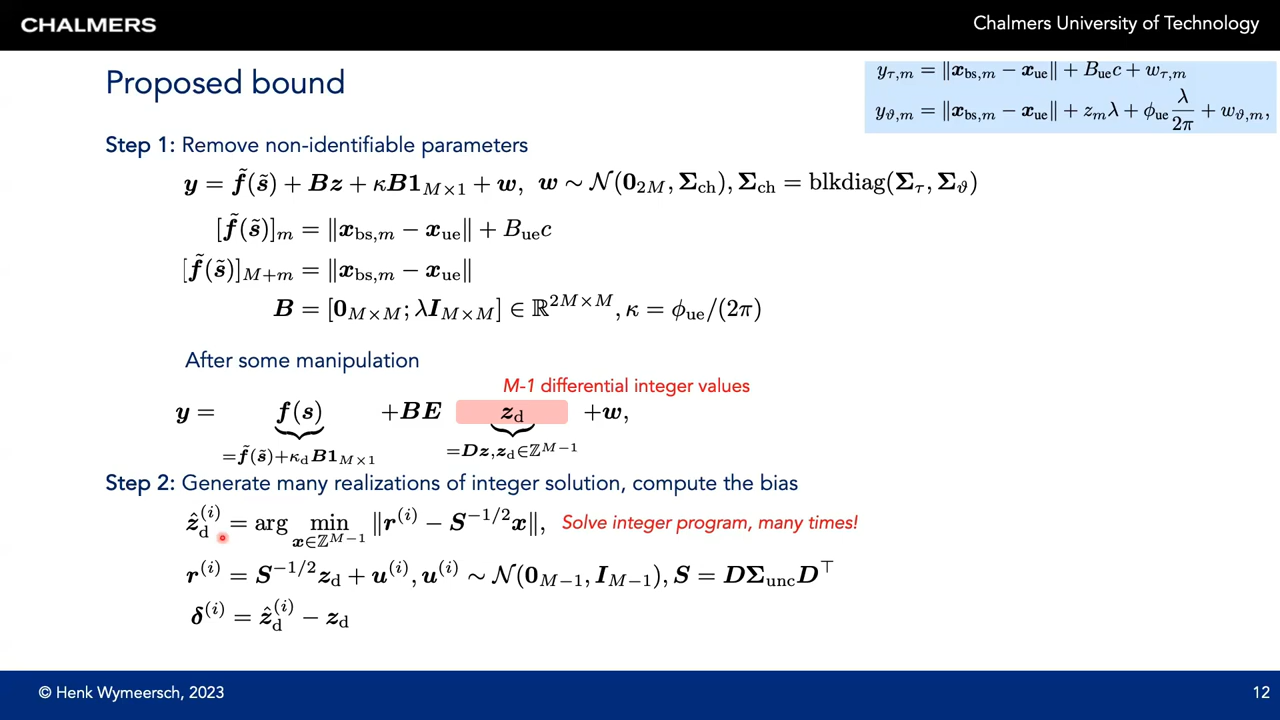 CHALMERS
Chalmers University of Technology
Proposed bound
y_{τ,m} = ‖x_{bs,m} − x_{ue}‖ + B_{ue}c + w_{τ,m}
y_{ϑ,m} = ‖x_{bs,m} − x_{ue}‖ + z_m λ + φ_{ue} λ/2π + w_{ϑ,m},
Step 1: Remove non-identifiable parameters
y = f̃(s̃) + Bz + κB1_{M×1} + w, w ∼ N(0_{2M}, Σ_{ch}), Σ_{ch} = blkdiag(Σ_τ, Σ_ϑ)
[f̃(s̃)]_m = ‖x_{bs,m} − x_{ue}‖ + B_{ue}c
[f̃(s̃)]_{M+m} = ‖x_{bs,m} − x_{ue}‖
B = [0_{M×M}; λI_{M×M}] ∈ ℝ^{2M×M}, κ = φ_{ue}/(2π)
After some manipulation
M-1 differential integer values
y = f(s) +BE z_d +w,
=f̃(s̃)+κ_d B1_{M×1} =Dz, z_d∈ℤ^{M−1}
Step 2: Generate many realizations of integer solution, compute the bias
ẑ_d^{(i)} = arg min_{x∈ℤ^{M−1}} ‖r^{(i)} − S^{−1/2}x‖, Solve integer program, many times!
r^{(i)} = S^{−1/2}z_d + u^{(i)}, u^{(i)} ∼ N(0_{M−1}, I_{M−1}), S = DΣ_{unc}D^⊤
δ^{(i)} = ẑ_d^{(i)} − z_d
© Henk Wymeersch, 2023
12